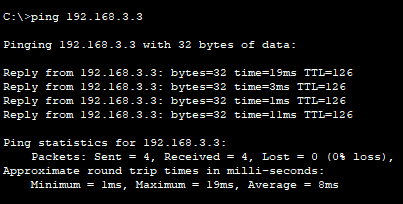 C:\>ping 192.168.3.3
Pinging 192.168.3.3 with 32 bytes of data:
Reply from 192.168.3.3: bytes=32 time=19ms TTL=126
Reply from 192.168.3.3: bytes=32 time=3ms TTL=126
Reply from 192.168.3.3: bytes=32 time=1ms TTL=126
Reply from 192.168.3.3: bytes=32 time=11ms TTL=126
Ping statistics for 192.168.3.3:
Packets: Sent = 4, Received = 4, Lost = 0 (0% loss),
Approximate round trip times in milli-seconds:
Minimum = 1ms, Maximum = 19ms, Average = 8ms